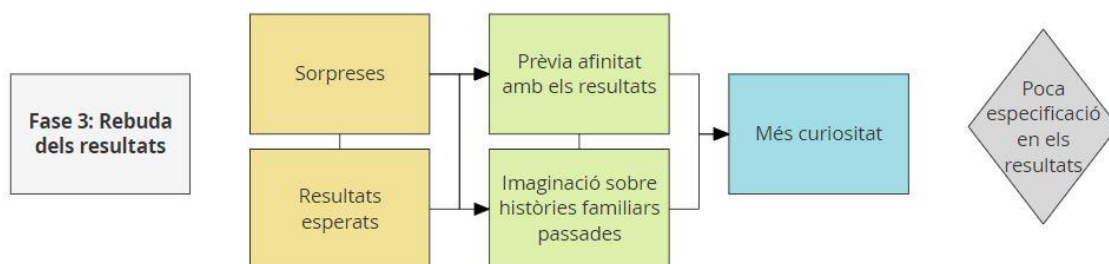 Fase 3: Rebuda
dels resultats
Sorpreses
Resultats
esperats
Prèvia afinitat
amb els resultats
Imaginació sobre
històries familiars
passades
Més curiositat
Poca
especificació
en els
resultats